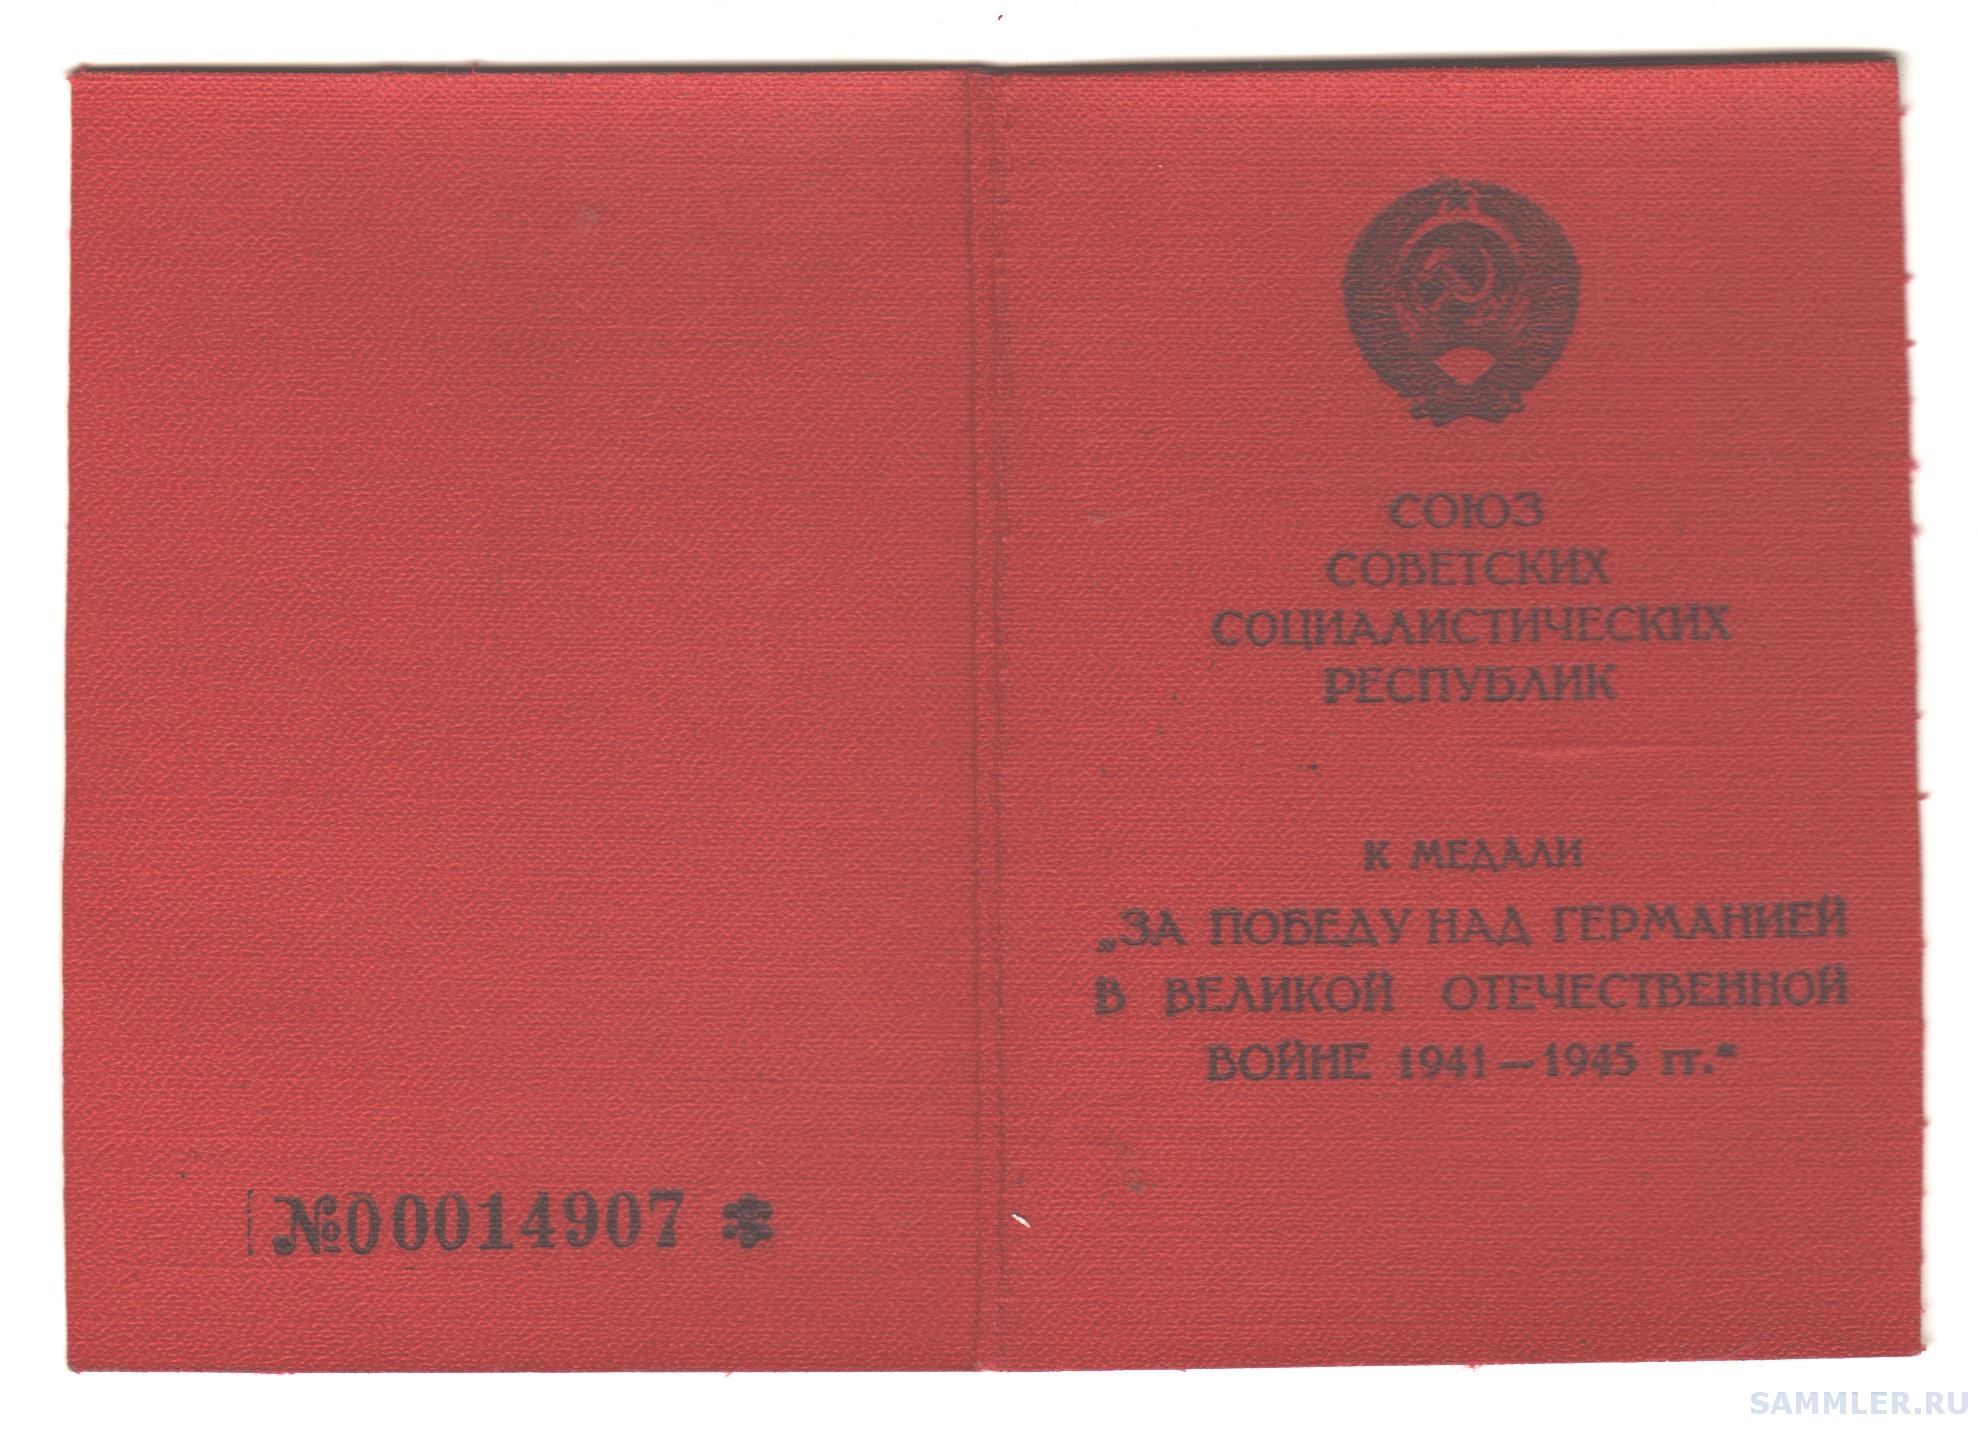 №00014907
СОЮЗ
СОВЕТСКИХ
СОЦИАЛИСТИЧЕСКИХ
РЕСПУБЛИК
К МЕДАЛИ
„ЗА ПОБЕДУ НАД ГЕРМАНИЕЙ
В ВЕЛИКОЙ ОТЕЧЕСТВЕННОЙ
ВОЙНЕ 1941—1945 гг.“
SAMMLER.RU